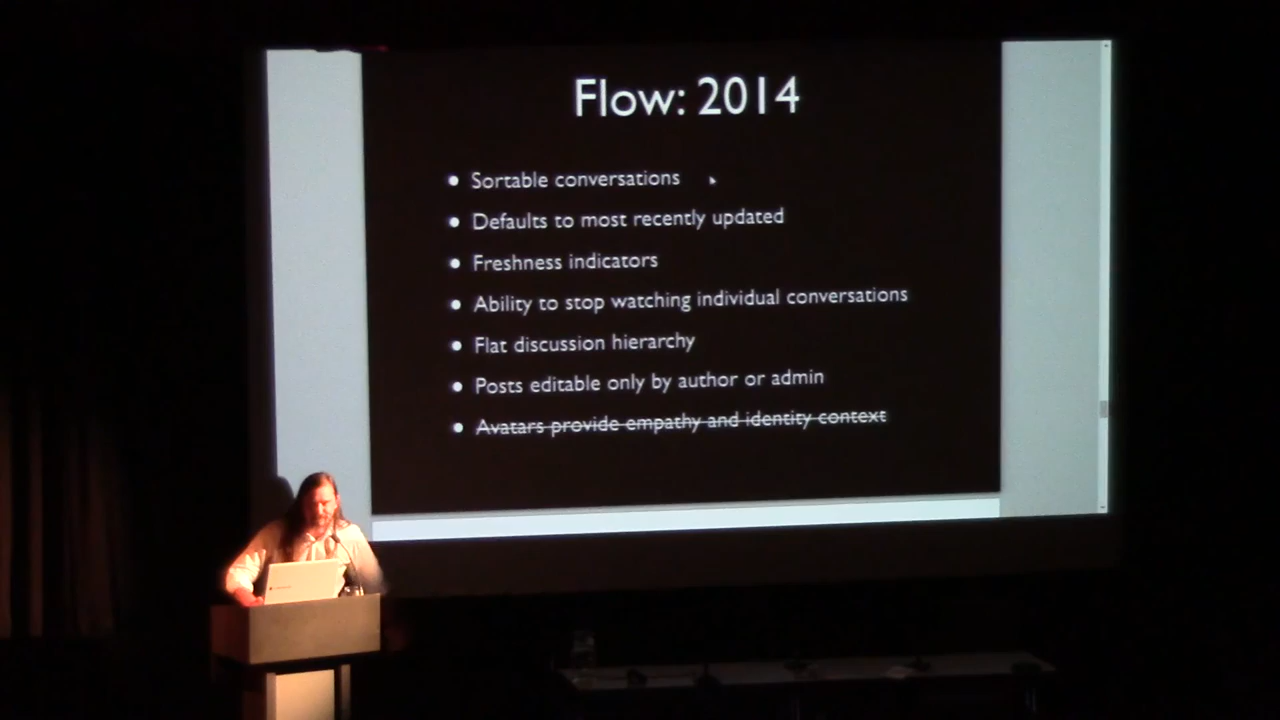 Flow: 2014
• Sortable conversations
• Defaults to most recently updated
• Freshness indicators
• Ability to stop watching individual conversations
• Flat discussion hierarchy
• Posts editable only by author or admin
• Avatars provide empathy and identity context